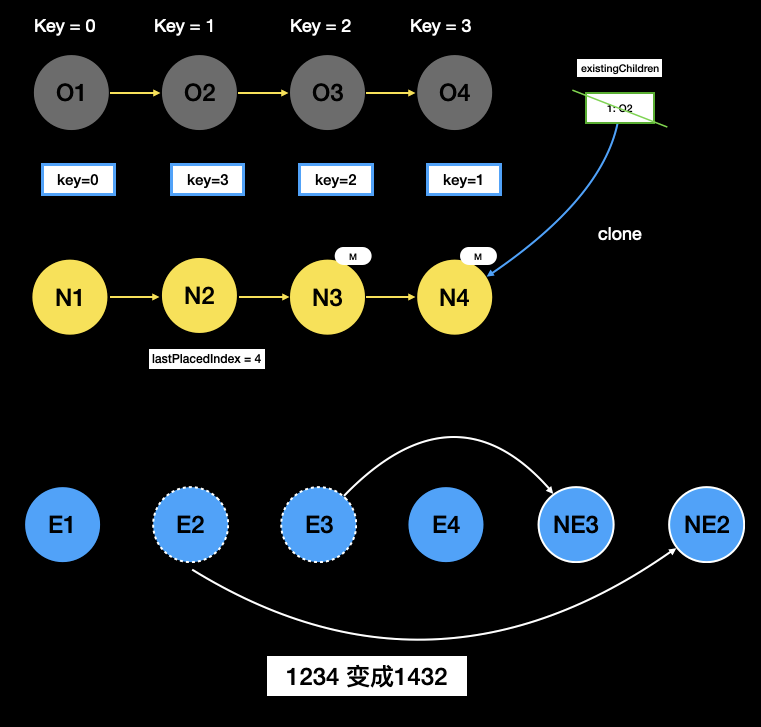 Key = 0
Key = 1
Key = 2
Key = 3
O1
O2
O3
O4
existingChildren
1: O2
key=0
key=3
key=2
key=1
clone
M
M
N1
N2
N3
N4
lastPlacedIndex = 4
E1
E2
E3
E4
NE3
NE2
1234 变成1432